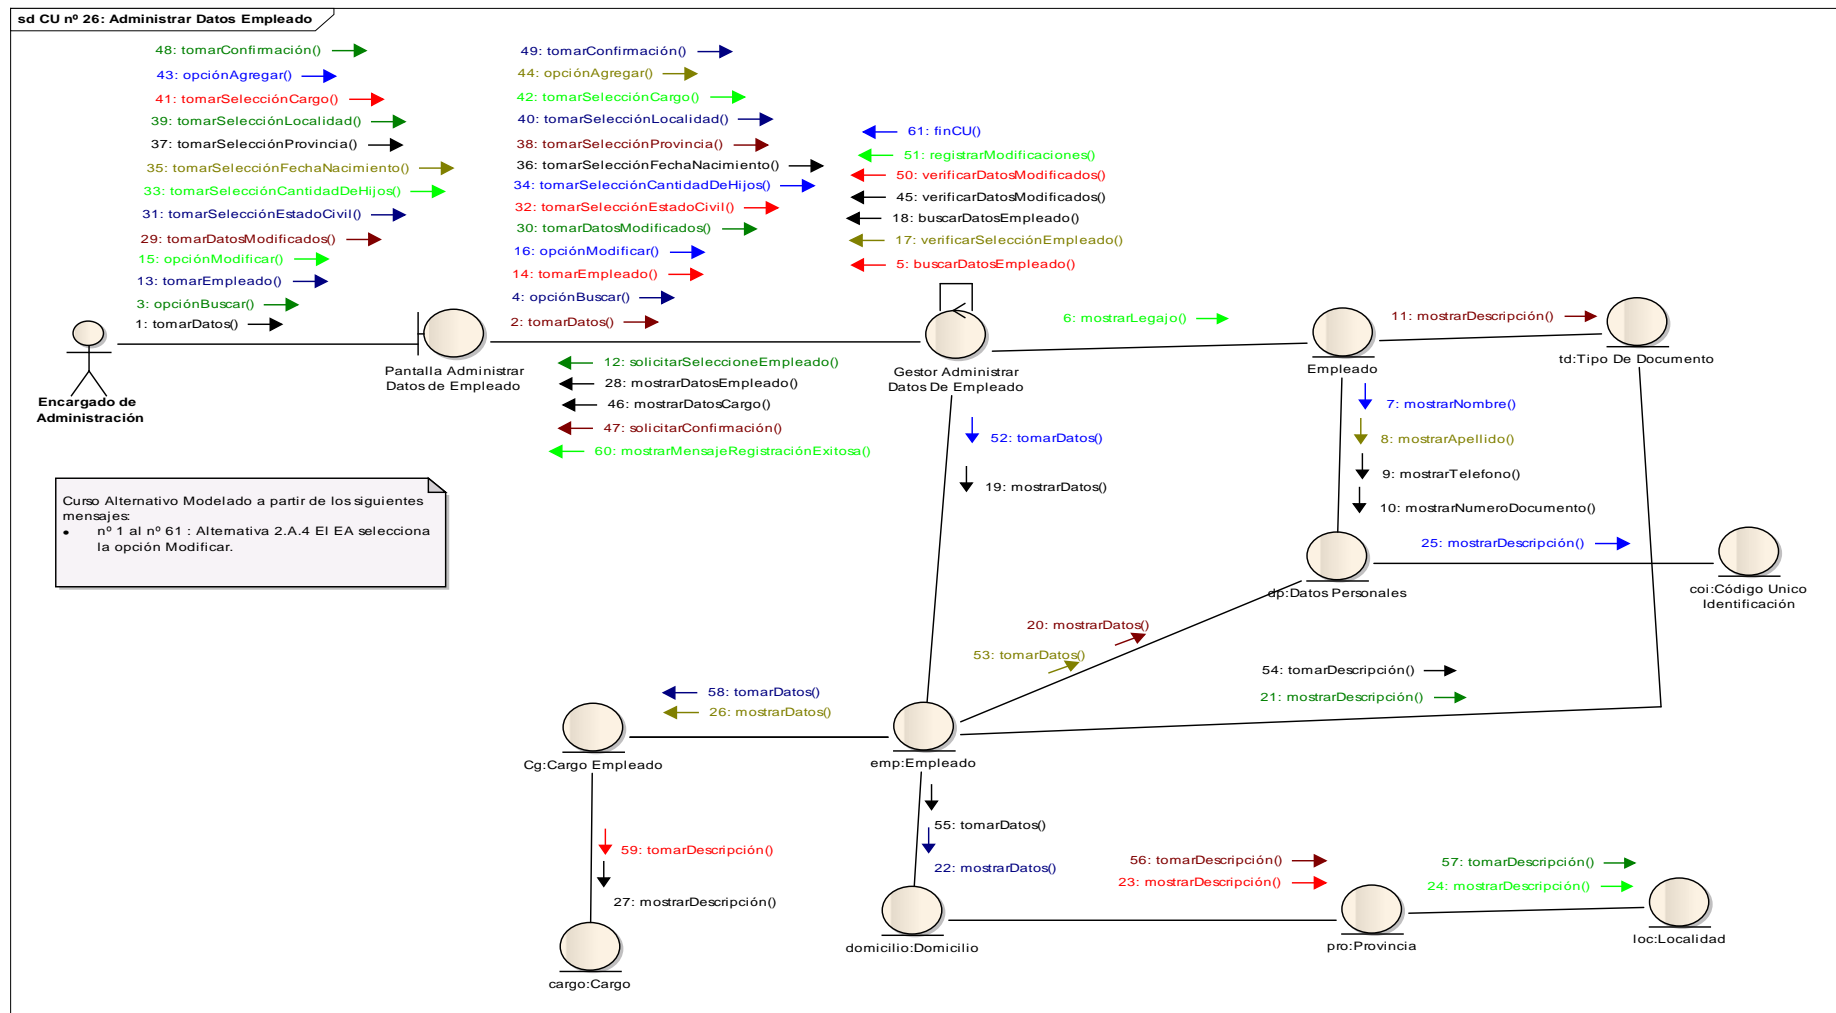 sd CU nº 26: Administrar Datos Empleado
48: tomarConfirmación()
43: opciónAgregar()
41: tomarSelecciónCargo()
39: tomarSelecciónLocalidad()
37: tomarSelecciónProvincia()
35: tomarSelecciónFechaNacimiento()
33: tomarSelecciónCantidadDeHijos()
31: tomarSelecciónEstadoCivil()
29: tomarDatosModificados()
15: opciónModificar()
13: tomarEmpleado()
3: opciónBuscar()
1: tomarDatos()
49: tomarConfirmación()
44: opciónAgregar()
42: tomarSelecciónCargo()
40: tomarSelecciónLocalidad()
38: tomarSelecciónProvincia()
36: tomarSelecciónFechaNacimiento()
34: tomarSelecciónCantidadDeHijos()
32: tomarSelecciónEstadoCivil()
30: tomarDatosModificados()
16: opciónModificar()
14: tomarEmpleado()
4: opciónBuscar()
2: tomarDatos()
61: finCU()
51: registrarModificaciones()
50: verificarDatosModificados()
45: verificarDatosModificados()
18: buscarDatosEmpleado()
17: verificarSelecciónEmpleado()
5: buscarDatosEmpleado()
6: mostrarLegajo()
11: mostrarDescripción()
Encargado de
Administración
Pantalla Administrar
Datos de Empleado
Gestor Administrar
Datos De Empleado
Empleado
td:Tipo De Documento
12: solicitarSeleccioneEmpleado()
28: mostrarDatosEmpleado()
46: mostrarDatosCargo()
47: solicitarConfirmación()
60: mostrarMensajeRegistraciónExitosa()
52: tomarDatos()
19: mostrarDatos()
7: mostrarNombre()
8: mostrarApellido()
9: mostrarTelefono()
10: mostrarNumeroDocumento()
25: mostrarDescripción()
Curso Alternativo Modelado a partir de los siguientes
mensajes:
• nº 1 al nº 61 : Alternativa 2.A.4 El EA selecciona
la opción Modificar.
dp:Datos Personales
coi:Código Unico
Identificación
20: mostrarDatos()
53: tomarDatos()
54: tomarDescripción()
21: mostrarDescripción()
58: tomarDatos()
26: mostrarDatos()
Cg:Cargo Empleado
emp:Empleado
55: tomarDatos()
22: mostrarDatos()
59: tomarDescripción()
27: mostrarDescripción()
56: tomarDescripción()
23: mostrarDescripción()
57: tomarDescripción()
24: mostrarDescripción()
cargo:Cargo
domicilio:Domicilio
pro:Provincia
loc:Localidad